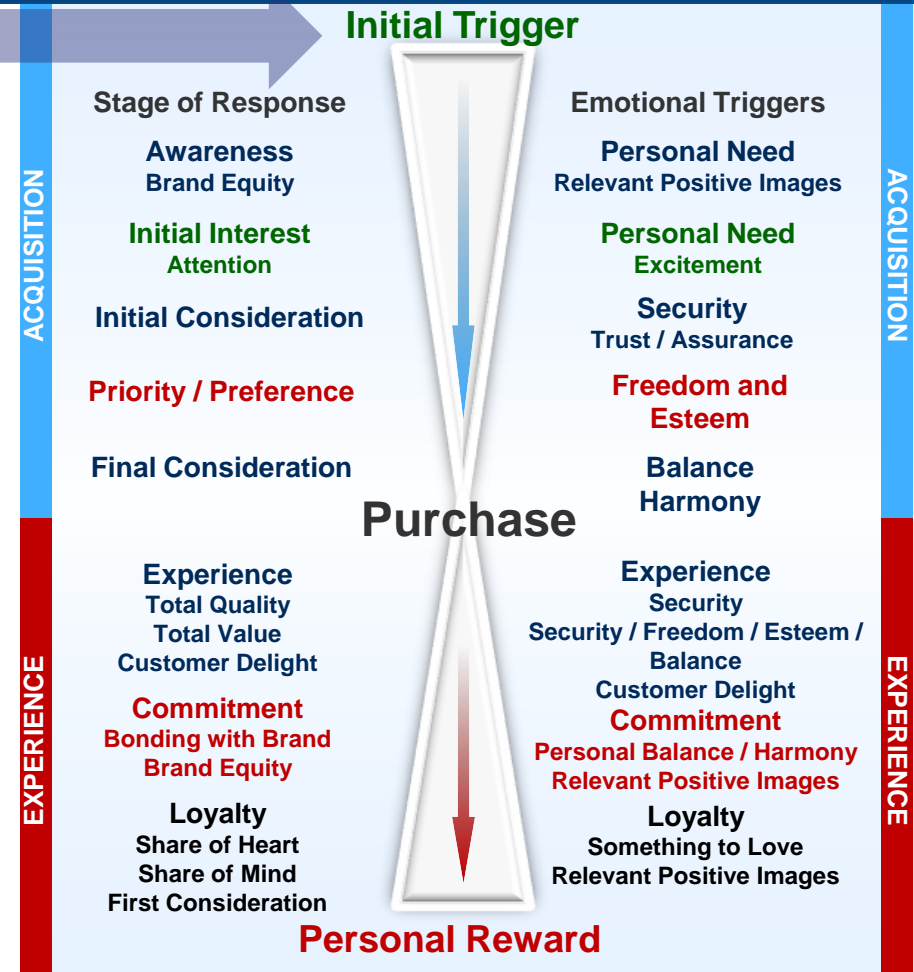 Initial Trigger
Stage of Response
Emotional Triggers
ACQUISITION
Awareness
Brand Equity
Personal Need
Relevant Positive Images
ACQUISITION
Initial Interest
Attention
Personal Need
Excitement
Initial Consideration
Security
Trust / Assurance
Priority / Preference
Freedom and
Esteem
Final Consideration
Balance
Harmony
Purchase
EXPERIENCE
Experience
Total Quality
Total Value
Customer Delight
Experience
Security
Security / Freedom / Esteem /
Balance
Customer Delight
EXPERIENCE
Commitment
Bonding with Brand
Brand Equity
Commitment
Personal Balance / Harmony
Relevant Positive Images
Loyalty
Share of Heart
Share of Mind
First Consideration
Loyalty
Something to Love
Relevant Positive Images
Personal Reward